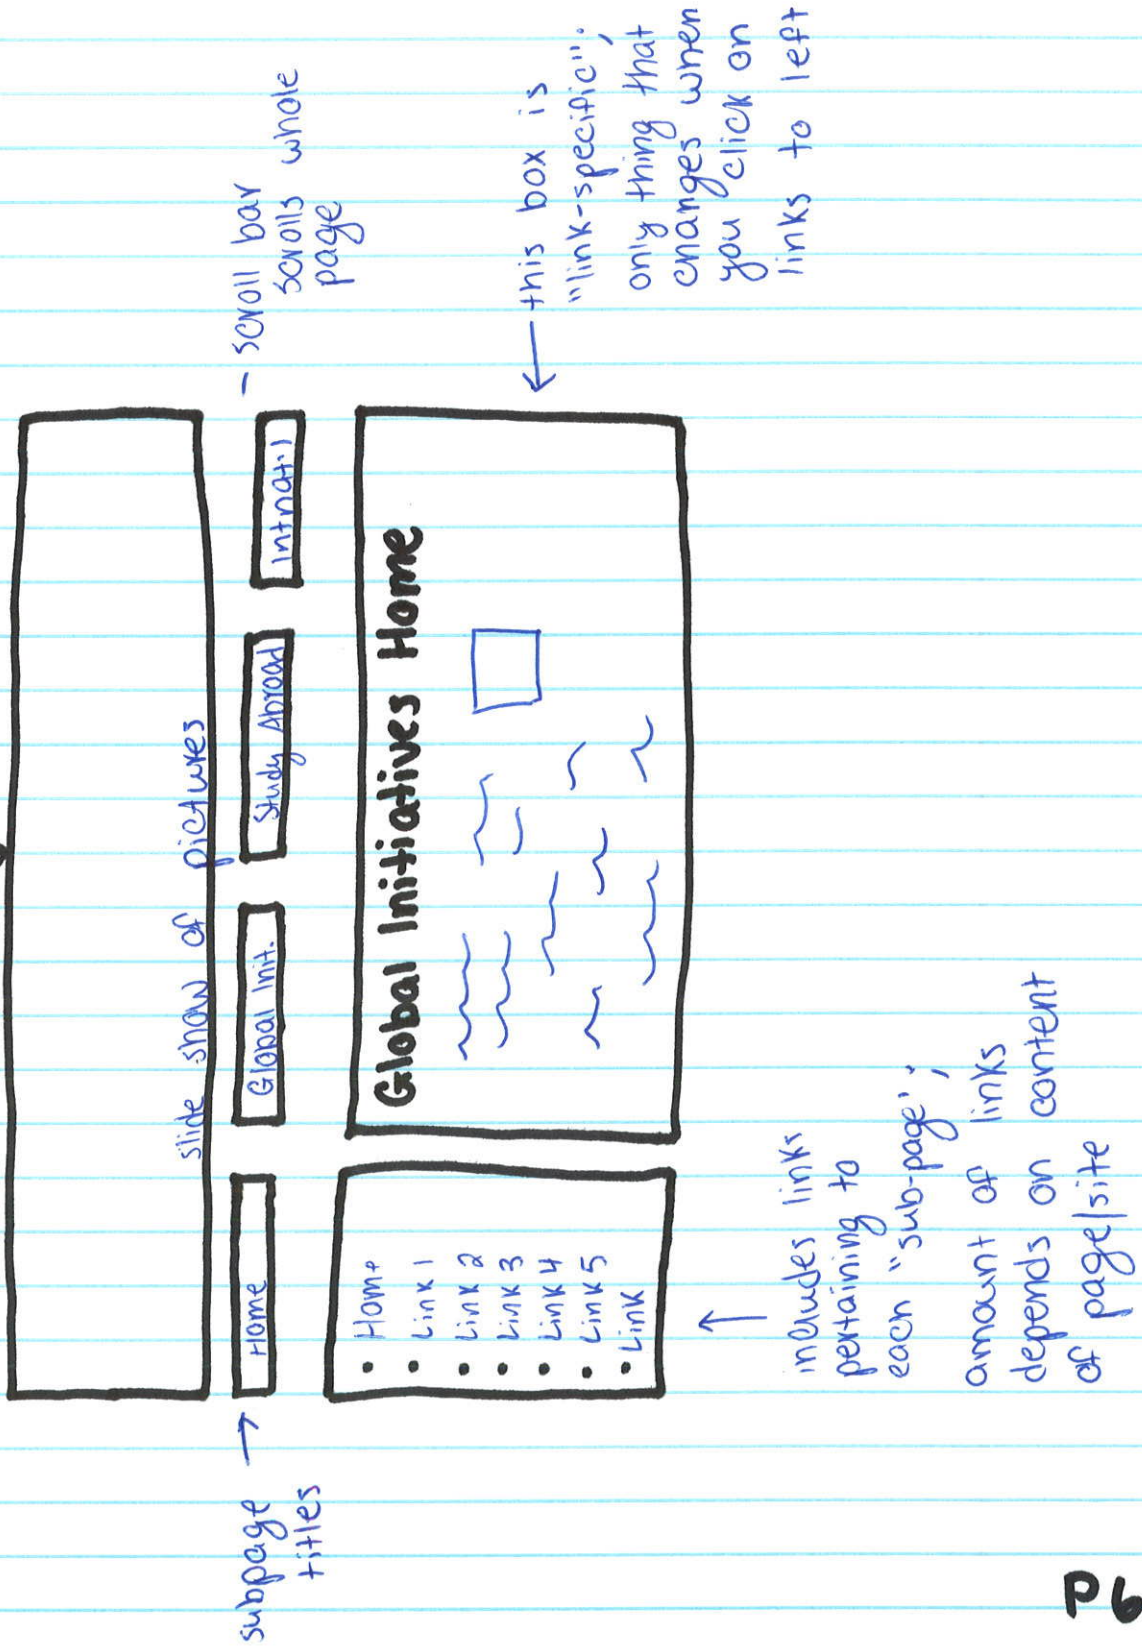 slide show of pictures
subpage
titles
Home
Global Init.
Study Abroad
Intnat'l
- scroll bar
scrolls whole
page
• Home
• Link 1
• Link 2
• Link 3
• Link 4
• Link 5
• Link
Global Initiatives Home
this box is
"link-specific";
only thing that
changes when
you click on
links to left
includes links
pertaining to
each "sub-page";
amount of links
depends on content
of page/site
P6